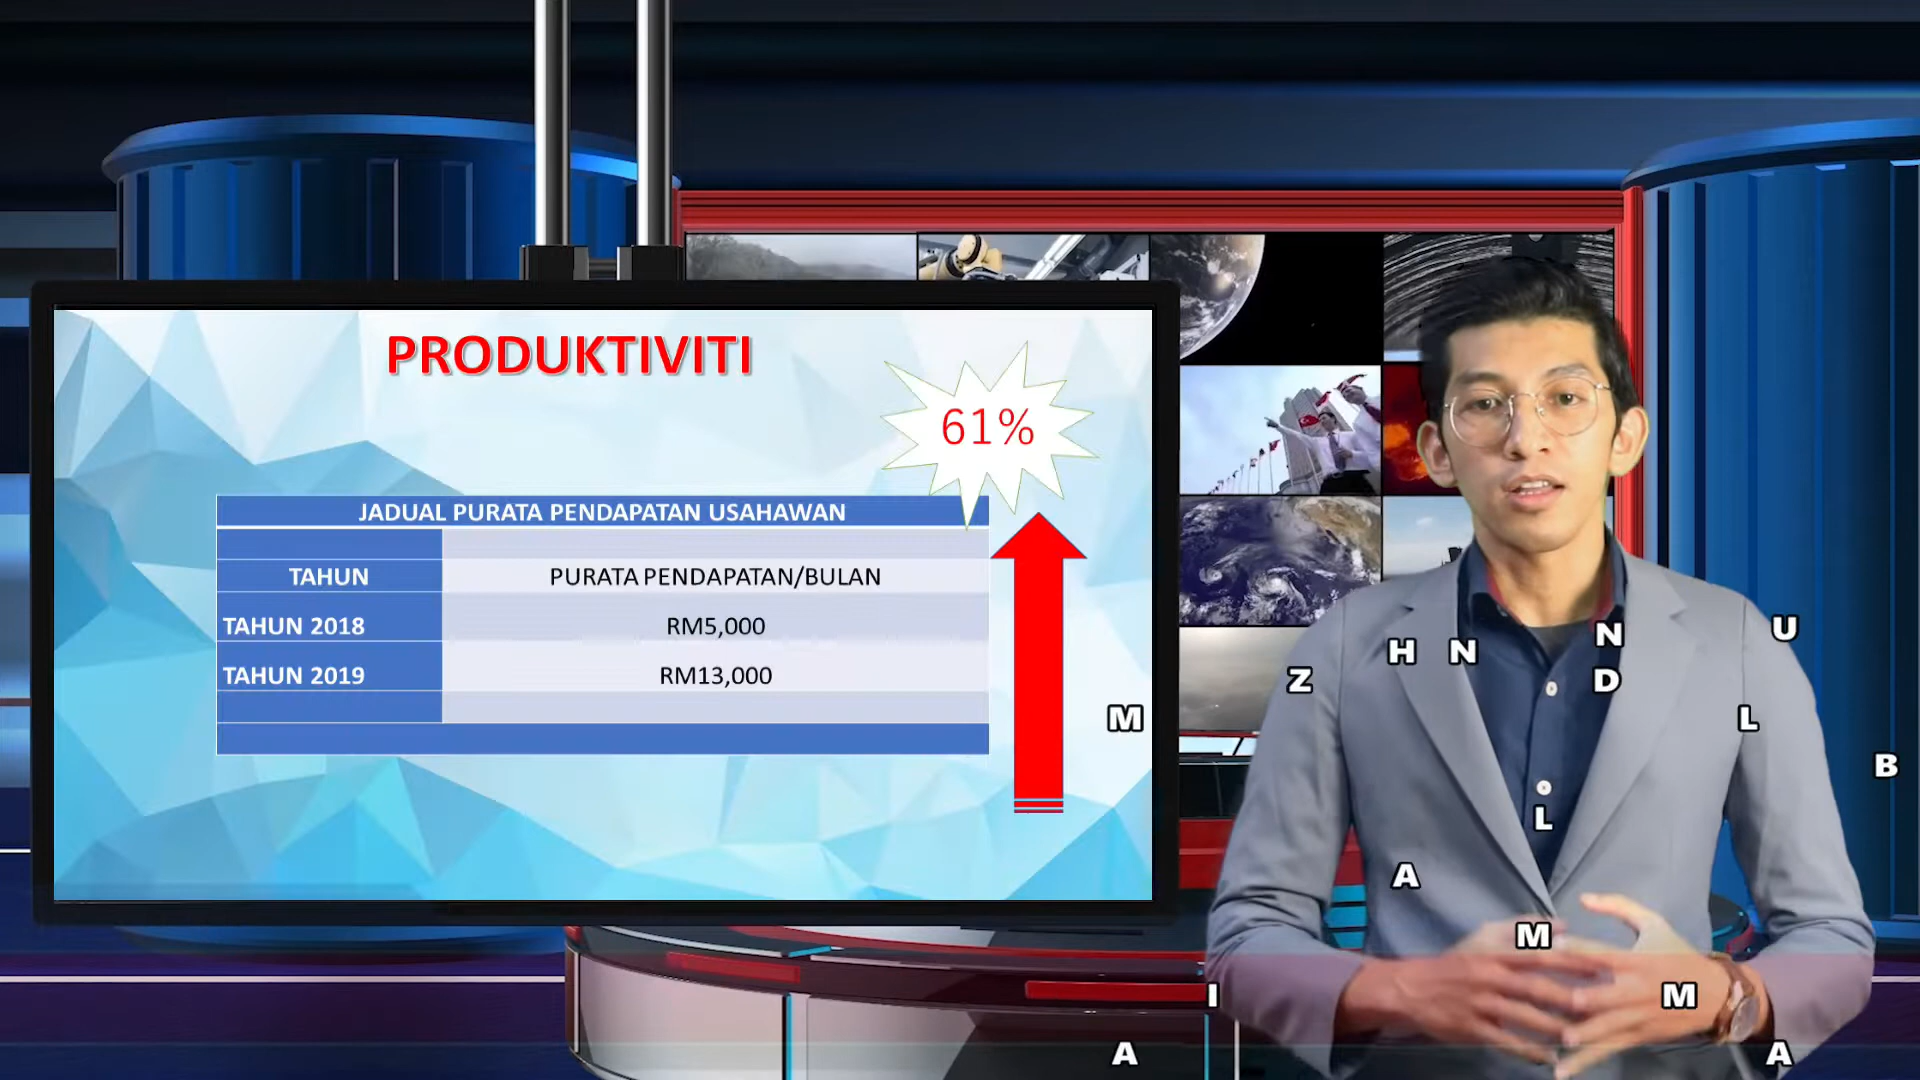 PRODUKTIVITI
61%
JADUAL PURATA PENDAPATAN USAHAWAN
TAHUN PURATA PENDAPATAN/BULAN
TAHUN 2018 RM5,000
TAHUN 2019 RM13,000
N U
H N
Z D
M L
B
L
A
M
I M
A A